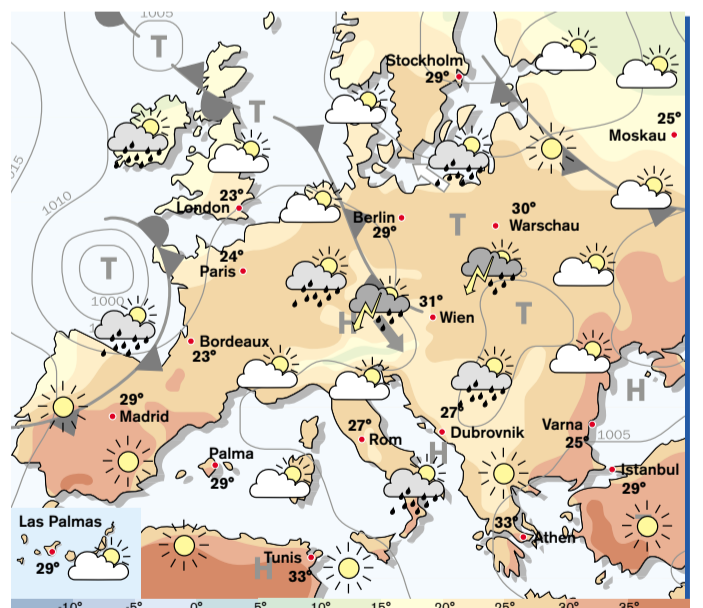 1005
T
Stockholm
29°
T
25°
Moskau
1010
23°
London
Berlin
29°
T
30°
Warschau
24°
Paris
T
1000
31°
Wien
T
H
Bordeaux
23°
H
29°
Madrid
27°
Rom
27°
Dubrovnik
Varna
25°
1005
H
Palma
29°
Istanbul
29°
Las Palmas
29°
33°
Athen
Tunis
33°
H
-10° -5° 0° 5° 10° 15° 20° 25° 30° 35°